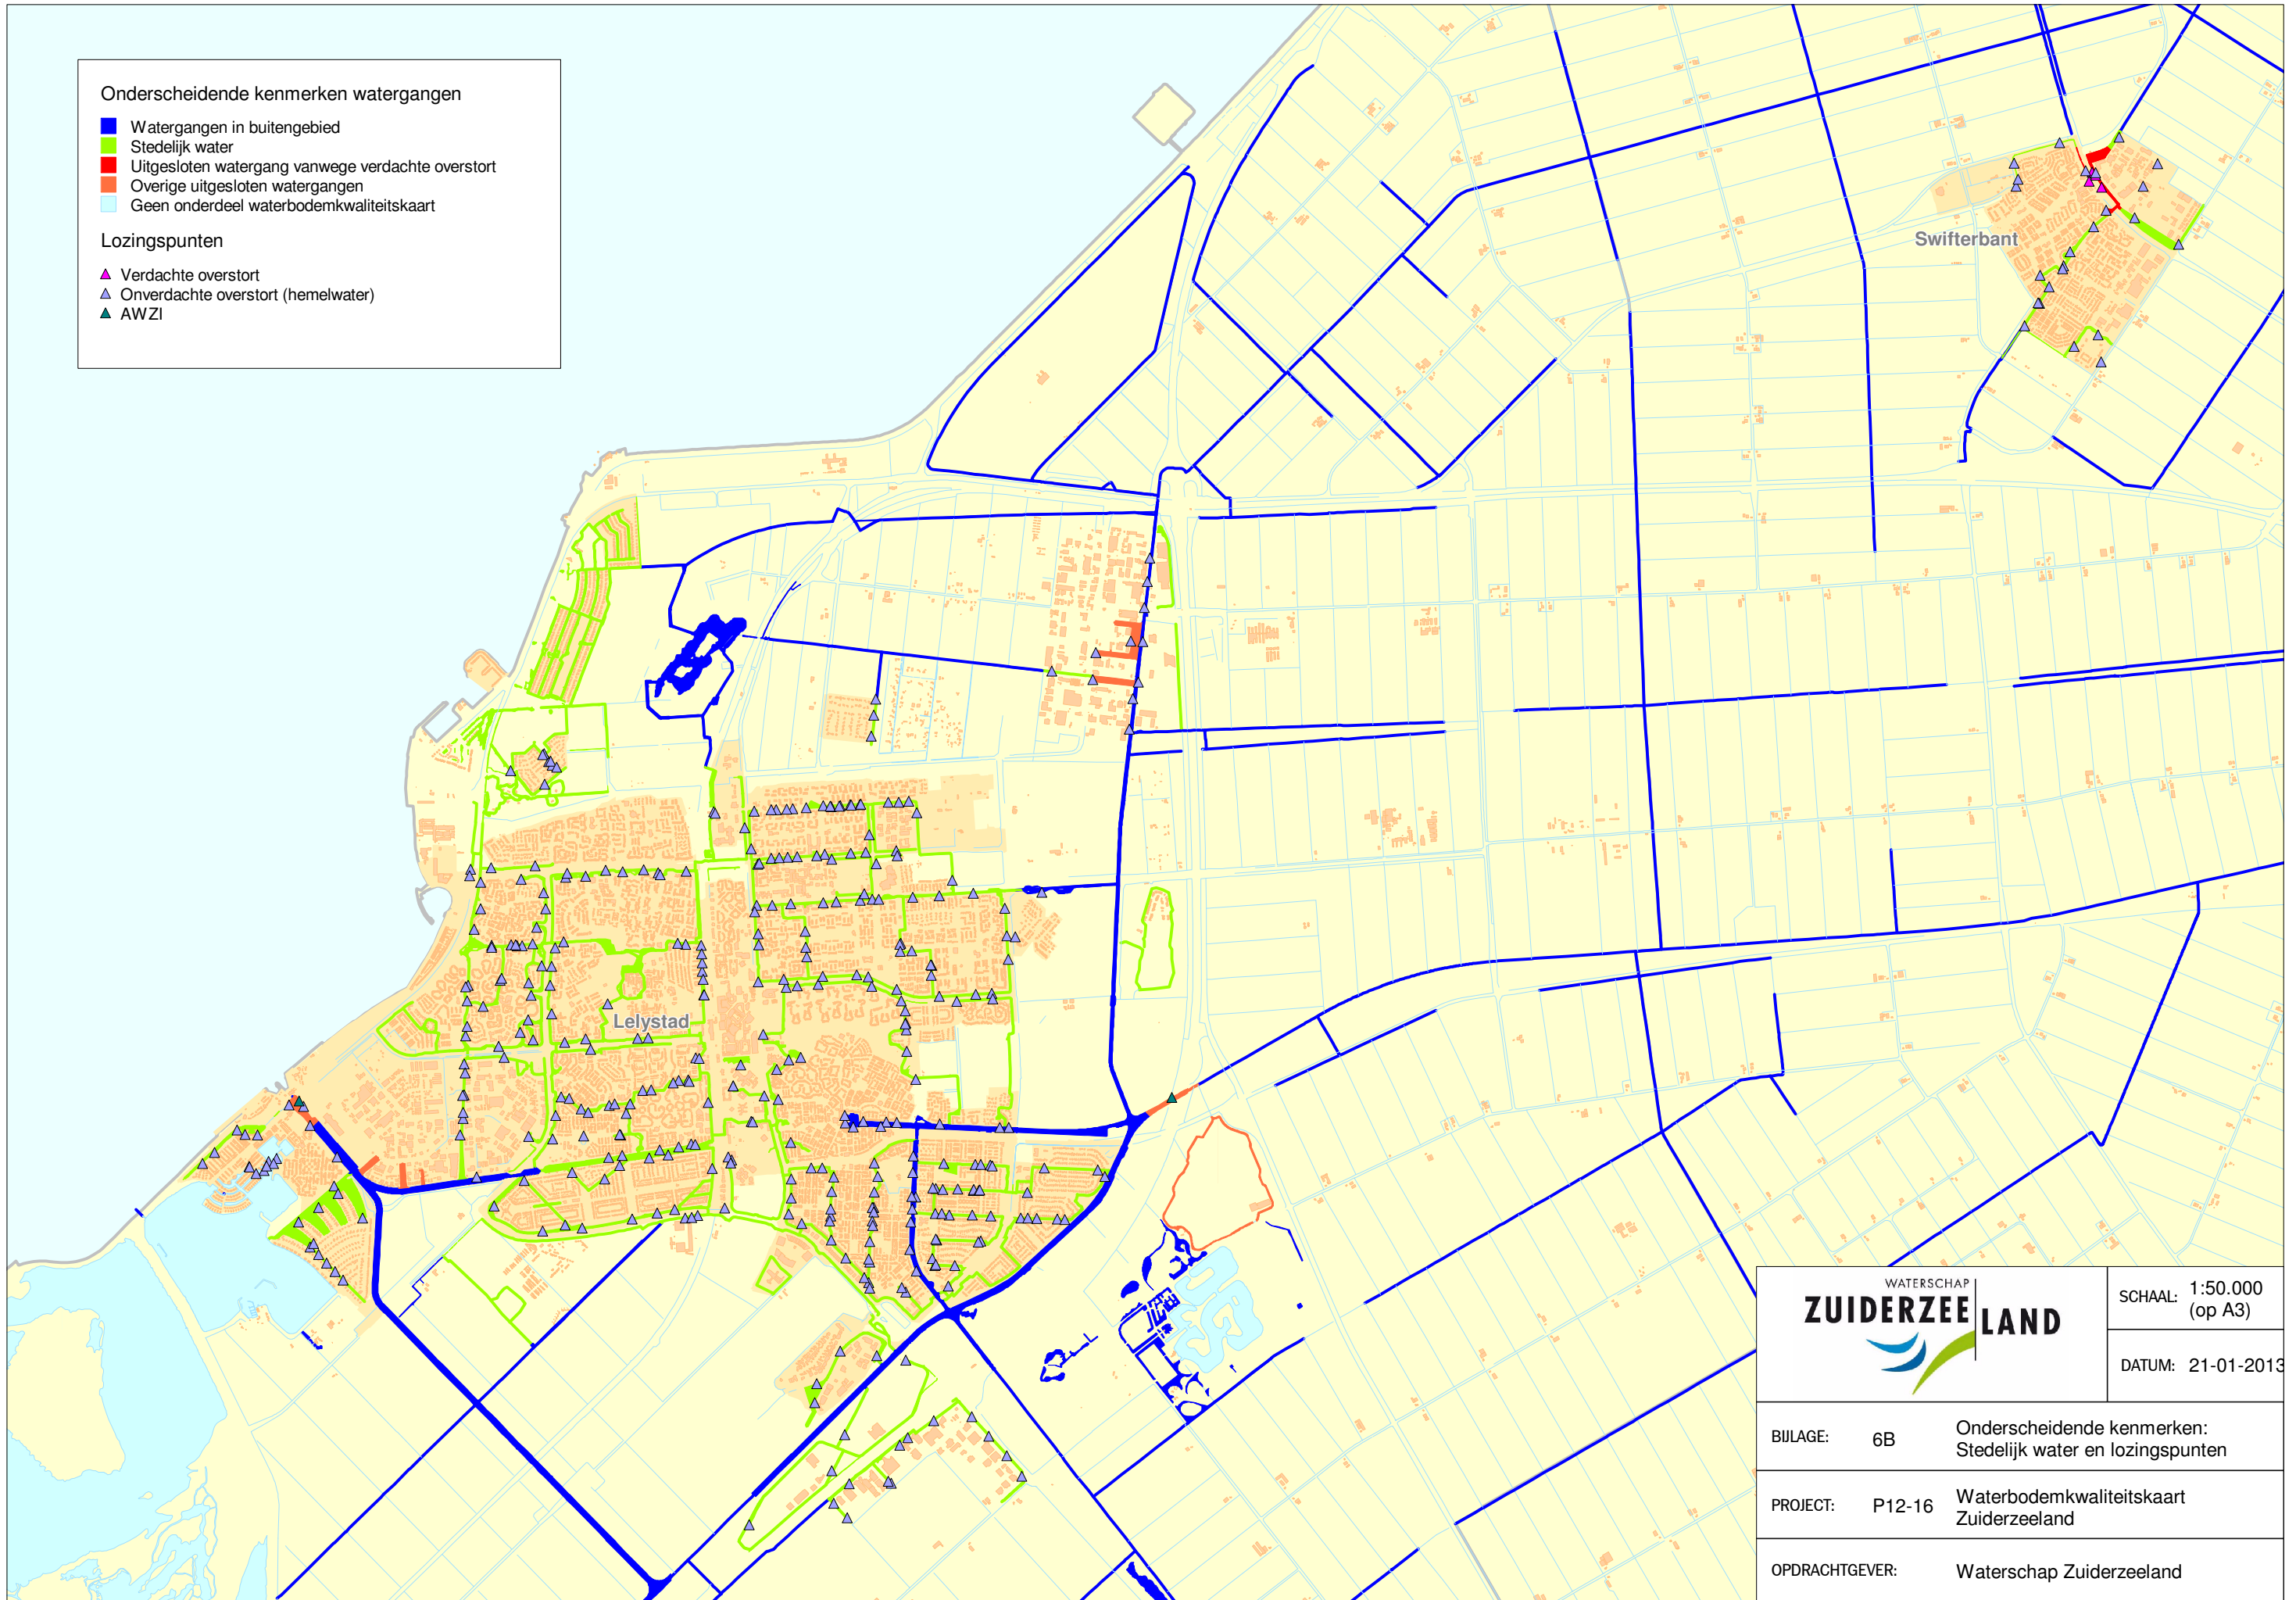 Onderscheidende kenmerken watergangen
Watergangen in buitengebied
Stedelijk water
Uitgesloten watergang vanwege verdachte overstort
Overige uitgesloten watergangen
Geen onderdeel waterbodemkwaliteitskaart
Lozingspunten
Verdachte overstort
Onverdachte overstort (hemelwater)
AWZI
Swifterbant
Lelystad
WATERSCHAP
ZUIDERZEELAND
SCHAAL: 1:50.000
(op A3)
DATUM: 21-01-2013
BIJLAGE: 6B Onderscheidende kenmerken:
Stedelijk water en lozingspunten
PROJECT: P12-16 Waterbodemkwaliteitskaart
Zuiderzeeland
OPDRACHTGEVER: Waterschap Zuiderzeeland